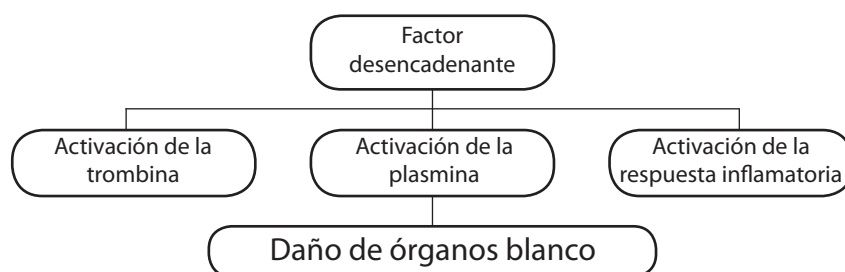 Factor
desencadenante
Activación de la
trombina
Activación de la
plasmina
Activación de la
respuesta inflamatoria
Daño de órganos blanco